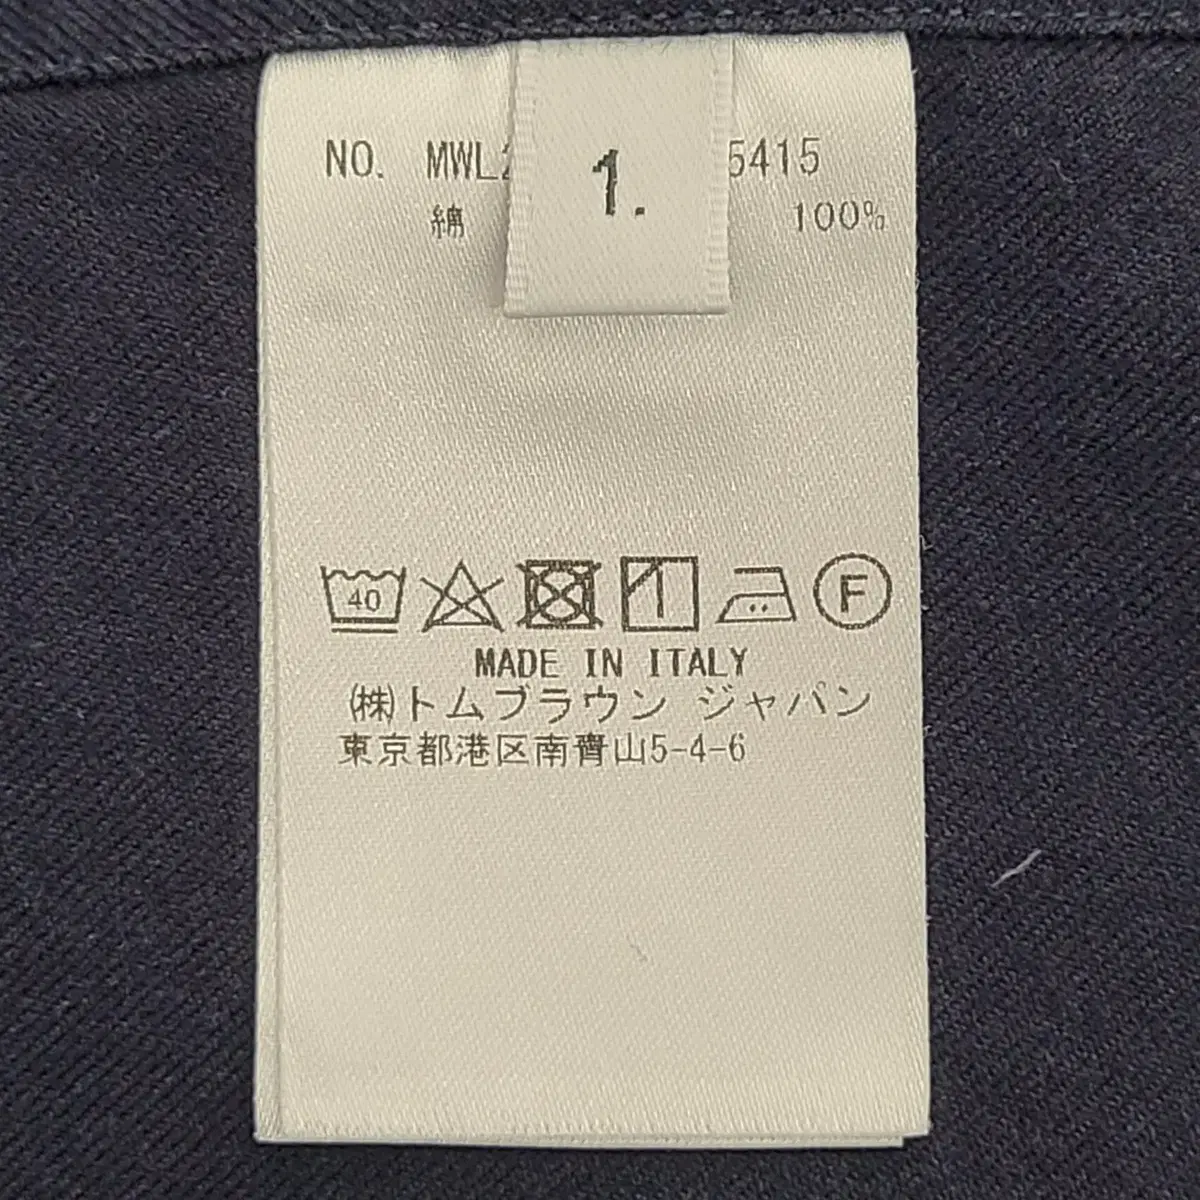 NO. MWL 5415
1.
綿 100%
40 F
MADE IN ITALY
㈱トムブラウン ジャパン
東京都港区南青山5-4-6